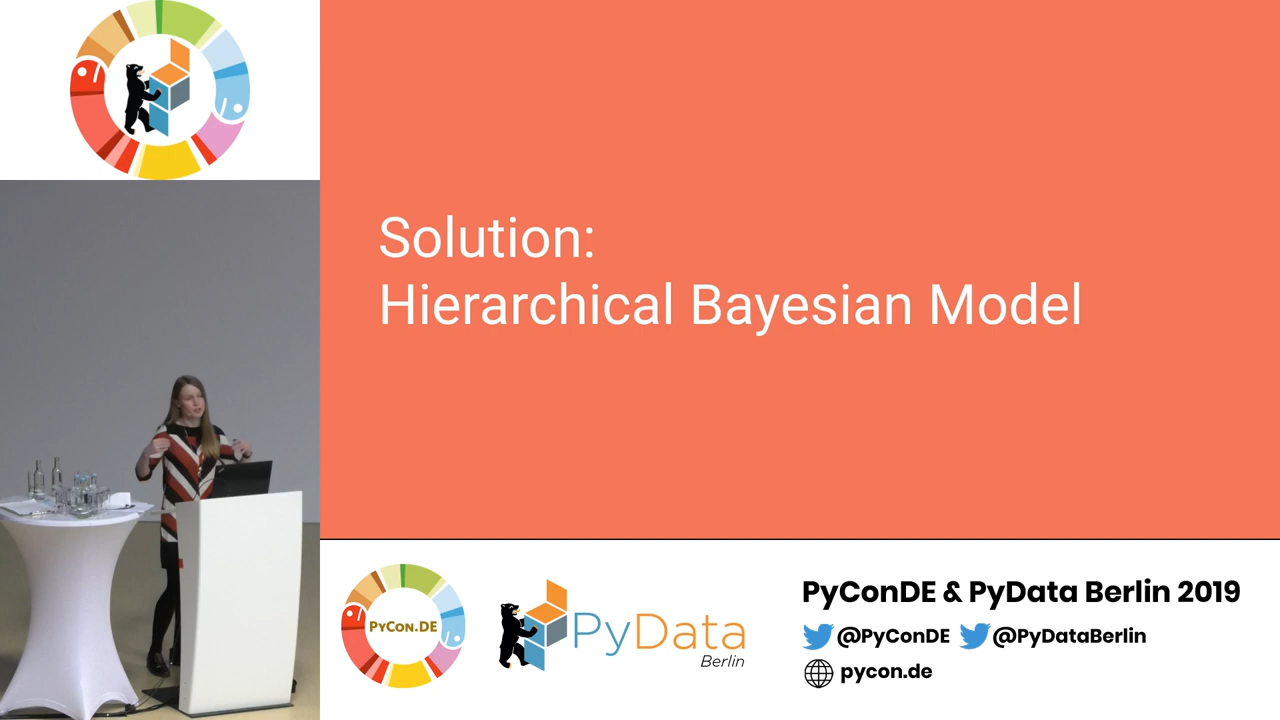 Solution:
Hierarchical Bayesian Model
PyCon.DE
PyData
Berlin
PyConDE & PyData Berlin 2019
@PyConDE @PyDataBerlin
pycon.de